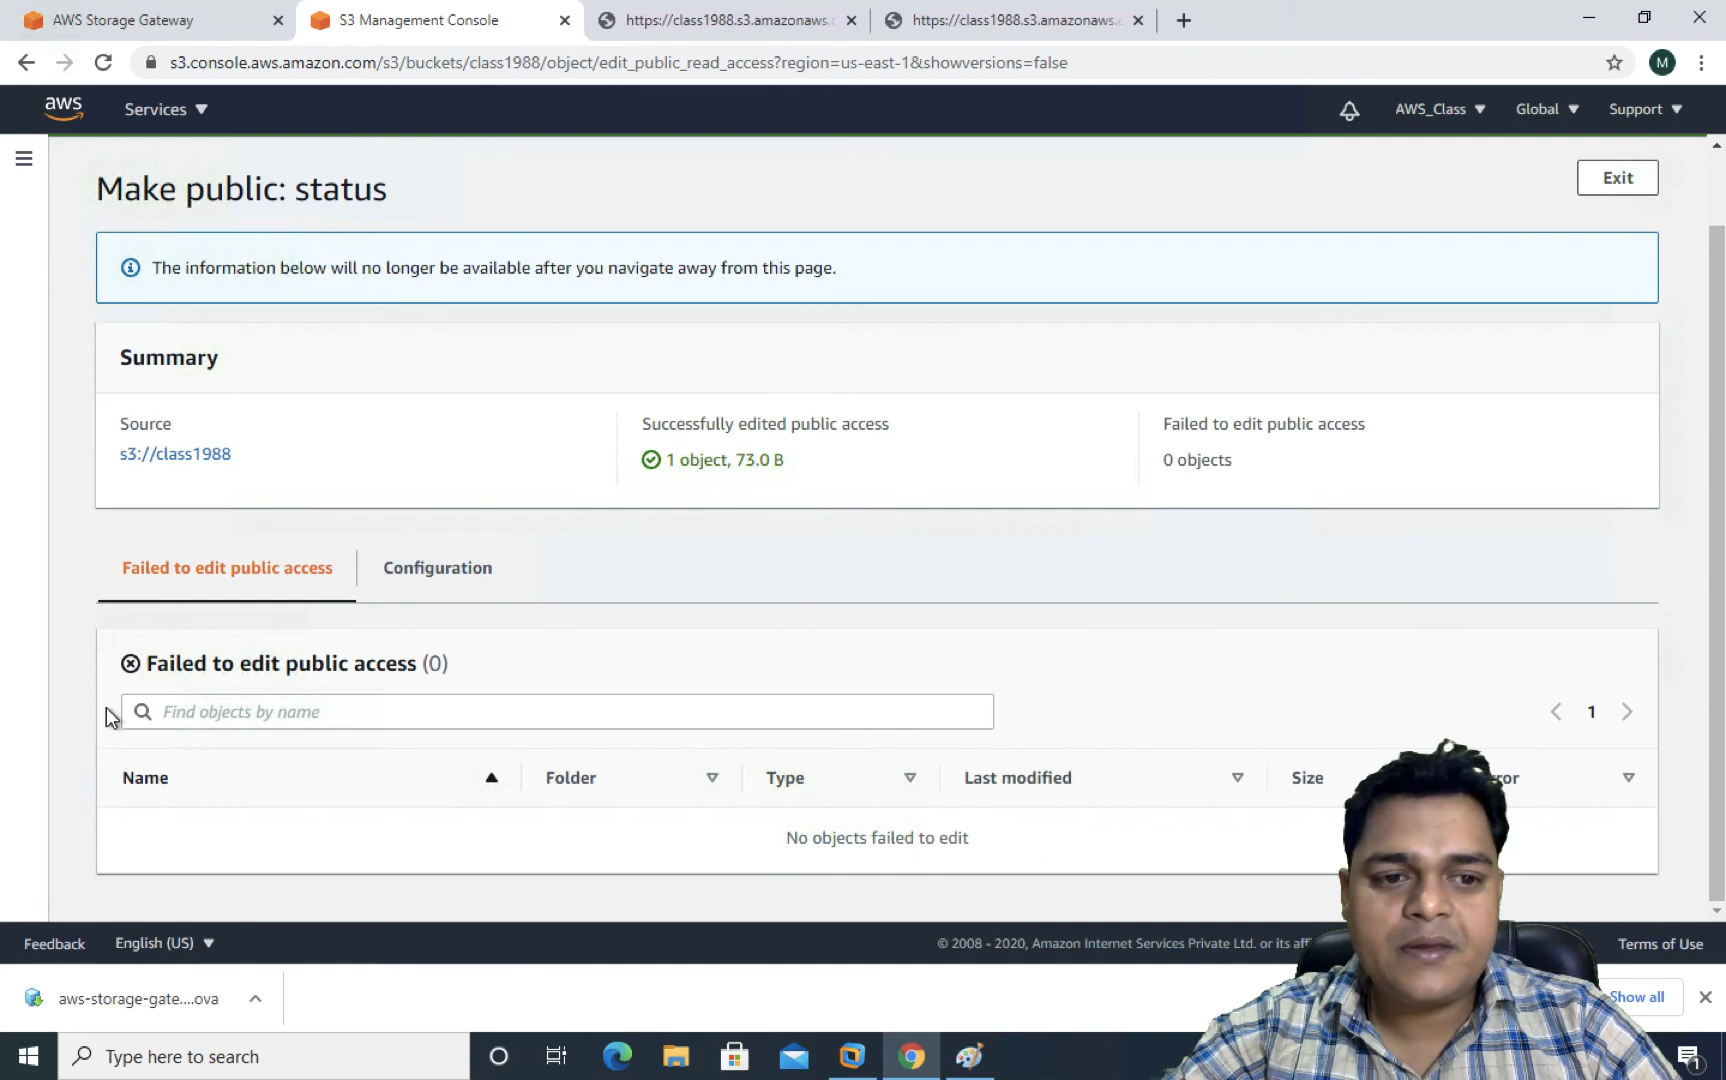 AWS Storage Gateway
S3 Management Console
https://class1988.s3.amazonaws.c
https://class1988.s3.amazonaws.c
s3.console.aws.amazon.com/s3/buckets/class1988/object/edit_public_read_access?region=us-east-1&showversions=false
M
aws
Services
AWS_Class
Global
Support
Make public: status
Exit
The information below will no longer be available after you navigate away from this page.
Summary
Source
Successfully edited public access
Failed to edit public access
s3://class1988
1 object, 73.0 B
0 objects
Failed to edit public access
Configuration
Failed to edit public access (0)
Find objects by name
1
Name
Folder
Type
Last modified
Size
No objects failed to edit
Feedback
English (US)
© 2008 - 2020, Amazon Internet Services Private Ltd. or its
Terms of Use
aws-storage-gate....ova
Show all
Type here to search
1